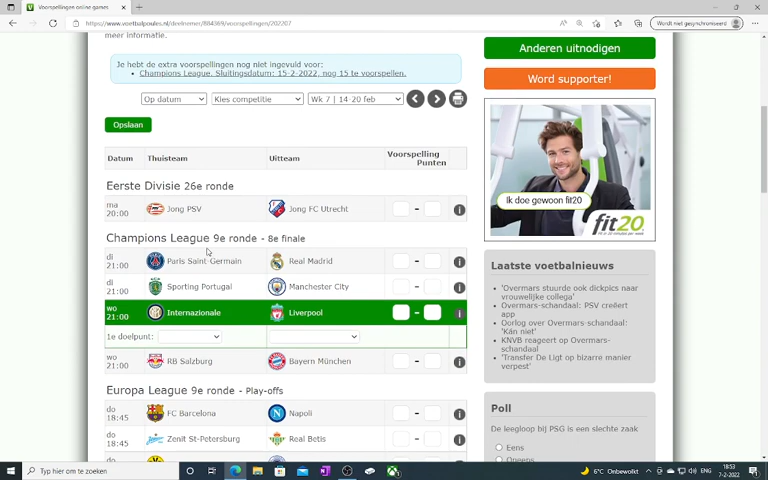 Voorspellingen online games
https://www.voetbalpoules.nl/deelnemer/884369/voorspellingen/202207
Wordt niet gesynchroniseerd
meer informatie.
Je hebt de extra voorspellingen nog niet ingevuld voor:
• Champions League, Sluitingsdatum: 15-2-2022, nog 15 te voorspellen.
Op datum
Kies competitie
Wk 7 | 14-20 feb
Opslaan
Datum Thuisteam Uitteam Voorspelling
Punten
Eerste Divisie 26e ronde
ma
20:00
Jong PSV Jong FC Utrecht -
Champions League 9e ronde - 8e finale
di
21:00
Paris Saint-Germain Real Madrid -
di
21:00
Sporting Portugal Manchester City -
wo
21:00
Internazionale Liverpool -
1e doelpunt:
wo
21:00
RB Salzburg Bayern München -
Europa League 9e ronde - Play-offs
do
18:45
FC Barcelona Napoli -
do
18:45
Zenit St-Petersburg Real Betis -
Anderen uitnodigen
Word supporter!
Ik doe gewoon fit20
fit20
FIT IN 20 MINUTEN PER WEEK
Laatste voetbalnieuws
• 'Overmars stuurde ook dickpics naar
vrouwelijke collega'
• Overmars-schandaal: PSV creëert
app
• Oorlog over Overmars-schandaal:
'Kán niet'
• KNVB reageert op Overmars-
schandaal
• 'Transfer De Ligt op bizarre manier
verpest'
Poll
De leegloop bij PSG is een slechte zaak
Eens
Oneens
Typ hier om te zoeken
6°C Onbewolkt
ENG
18:53
7-2-2022